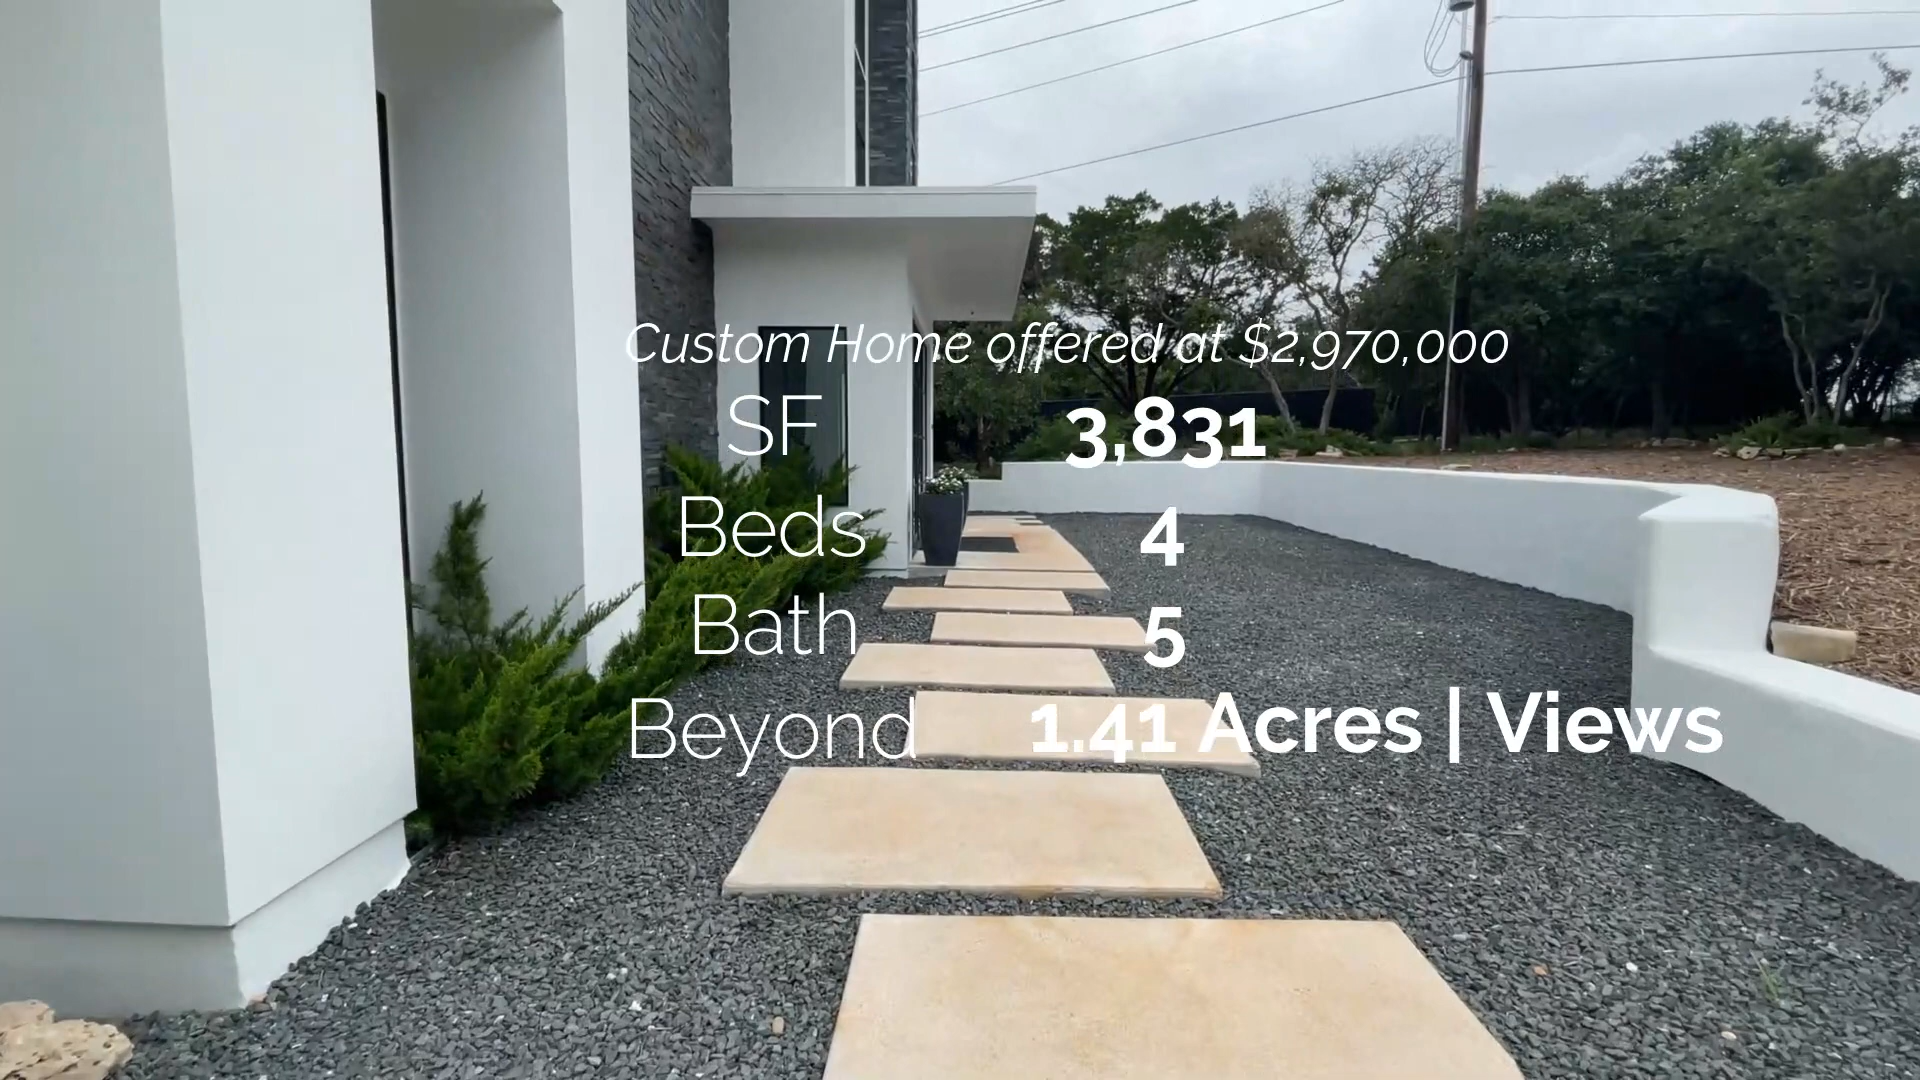 Custom Home offered at $2,970,000
SF 3,831
Beds 4
Bath 5
Beyond 1.41 Acres | Views